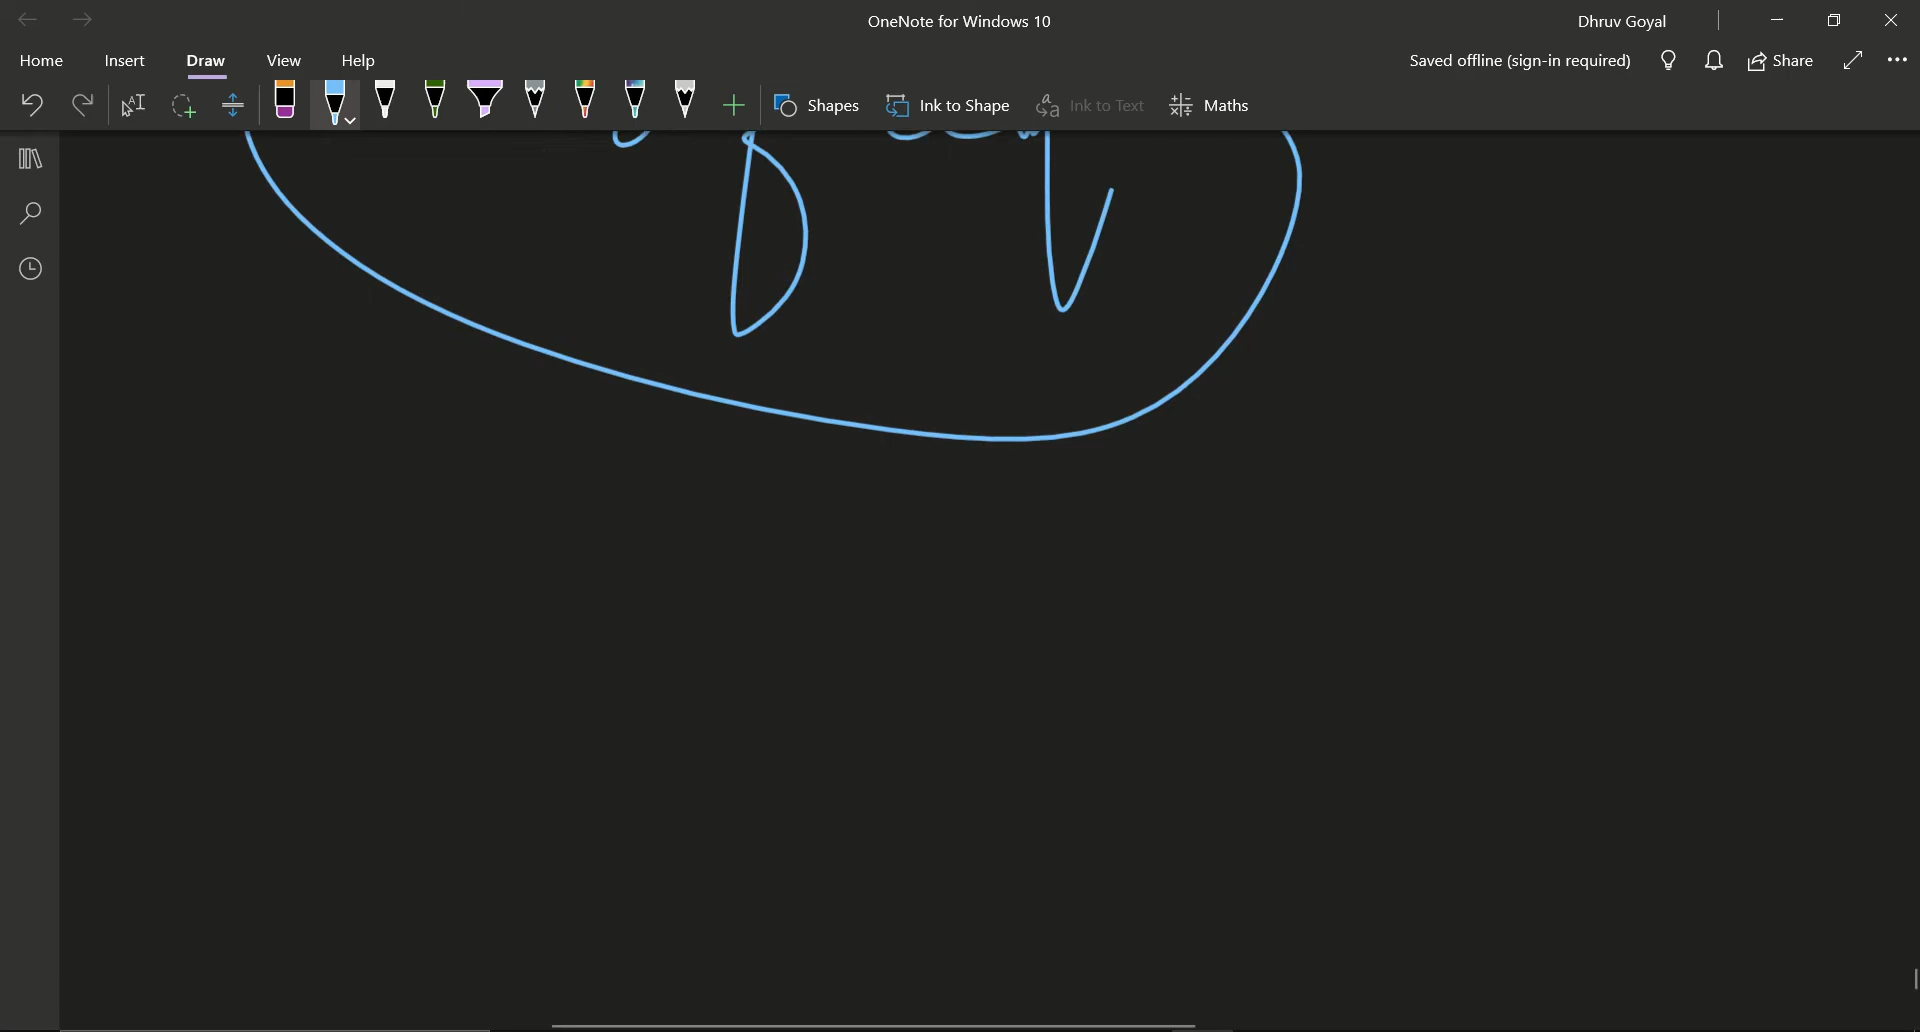 OneNote for Windows 10
Dhruv Goyal
Home Insert Draw View Help
Saved offline (sign-in required) Share
Shapes Ink to Shape Ink to Text Maths